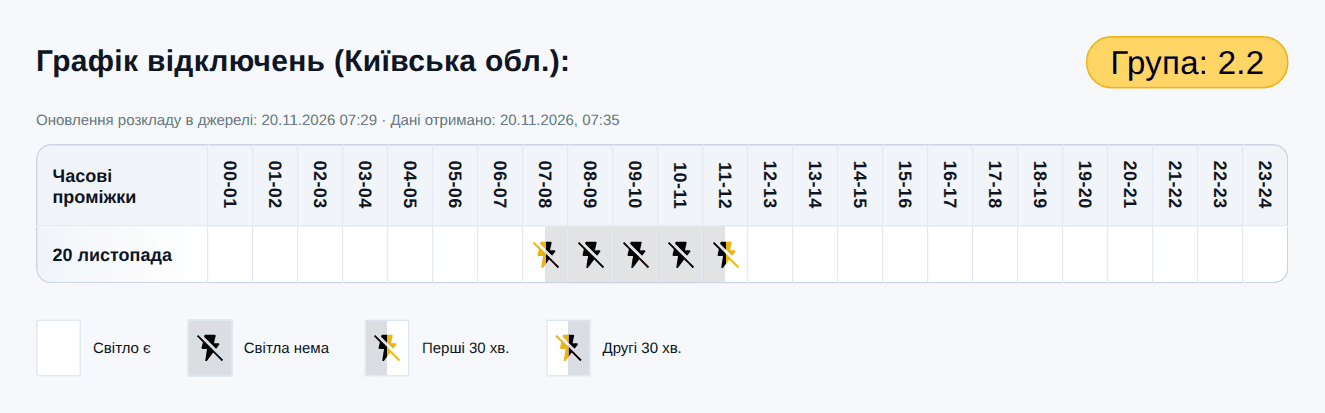 Графік відключень (Київська обл.):
Група: 2.2
Оновлення розкладу в джерелі: 20.11.2026 07:29 · Дані отримано: 20.11.2026, 07:35
Часові
проміжки
00-01
01-02
02-03
03-04
04-05
05-06
06-07
07-08
08-09
09-10
10-11
11-12
12-13
13-14
14-15
15-16
16-17
17-18
18-19
19-20
20-21
21-22
22-23
23-24
20 листопада
Світло є
Світла нема
Перші 30 хв.
Другі 30 хв.